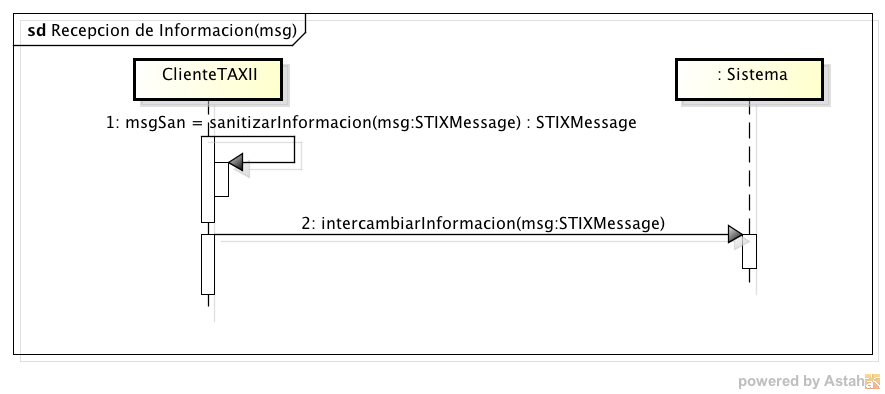 sd Recepcion de Informacion(msg)
ClienteTAXII
: Sistema
1: msgSan = sanitizarInformacion(msg:STIXMessage) : STIXMessage
2: intercambiarInformacion(msg:STIXMessage)
powered by Astah